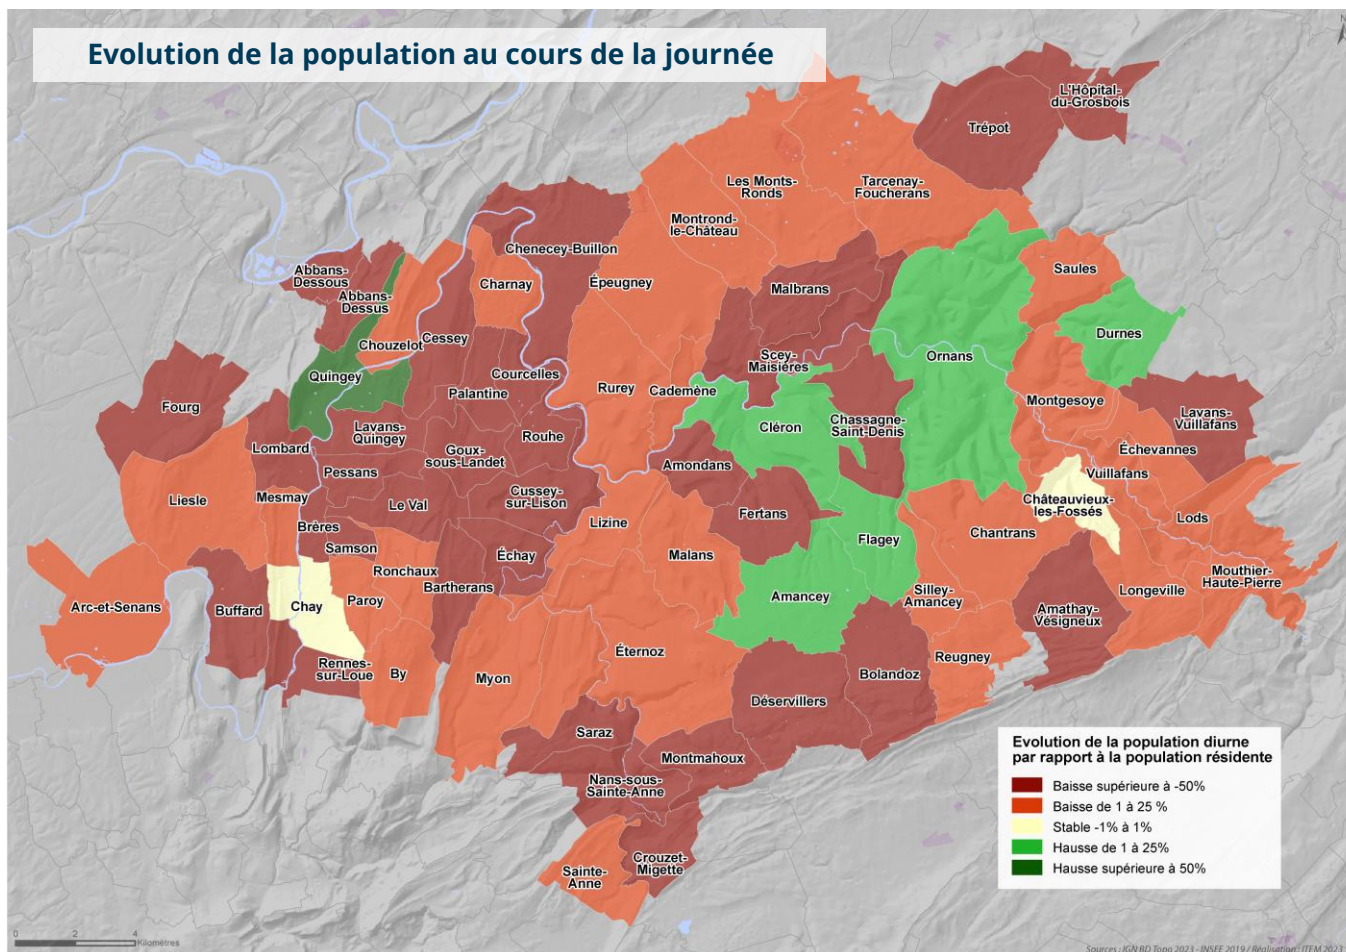 Evolution de la population au cours de la journée
N
L'Hôpital-
du-Grosbois
Trépot
Les Monts-
Ronds
Tarcenay-
Foucherans
Montrond-
le-Château
Chenecey-Buillon
Abbans-
Dessous
Abbans-
Dessus
Charnay
Épeugney
Malbrans
Saules
Chouzelot
Cessey
Durnes
Quingey
Courcelles
Scey-
Maisières
Ornans
Palantine
Rurey
Cademène
Fourg
Montgesoye
Lavans-
Vuillafans
Lavans-
Quingey
Rouhe
Cléron
Chassagne-
Saint-Denis
Lombard
Goux-
sous-Landet
Échevannes
Pessans
Amondans
Vuillafans
Liesle
Mesmay
Le Val
Cussey-
sur-Lison
Châteauvieux-
les-Fossés
Fertans
Brères
Lizine
Lods
Samson
Flagey
Chantrans
Échay
Malans
Ronchaux
Mouthier-
Haute-Pierre
Bartherans
Longeville
Arc-et-Senans
Buffard
Chay
Paroy
Amancey
Silley-
Amancey
Amathay-
Vésigneux
Éternoz
Reugney
Rennes-
sur-Loue
By
Myon
Bolandoz
Déservillers
Saraz
Montmahoux
Nans-sous-
Sainte-Anne
Crouzet-
Migette
Sainte-
Anne
Evolution de la population diurne
par rapport à la population résidente
Baisse supérieure à -50%
Baisse de 1 à 25 %
Stable -1% à 1%
Hausse de 1 à 25%
Hausse supérieure à 50%
0 2 4
Kilomètres
Sources : IGN BD Topo 2023 - INSEE 2019 / Réalisation : ITEM 2023